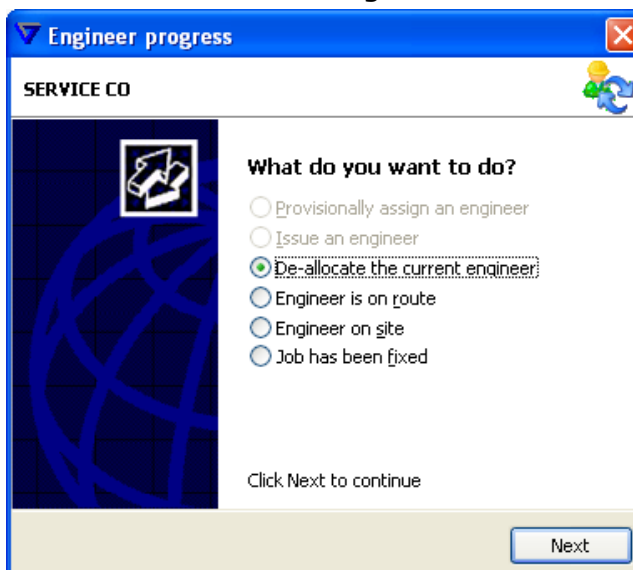 Engineer progress
SERVICE CO
What do you want to do?
Provisionally assign an engineer
Issue an engineer
De-allocate the current engineer
Engineer is on route
Engineer on site
Job has been fixed
Click Next to continue
Next